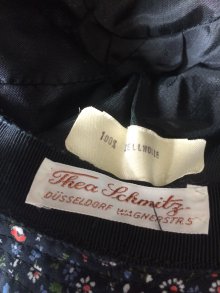 100% ZELLWOLLE
Thea Schmitz
DÜSSELDORF WAGNERSTR.5